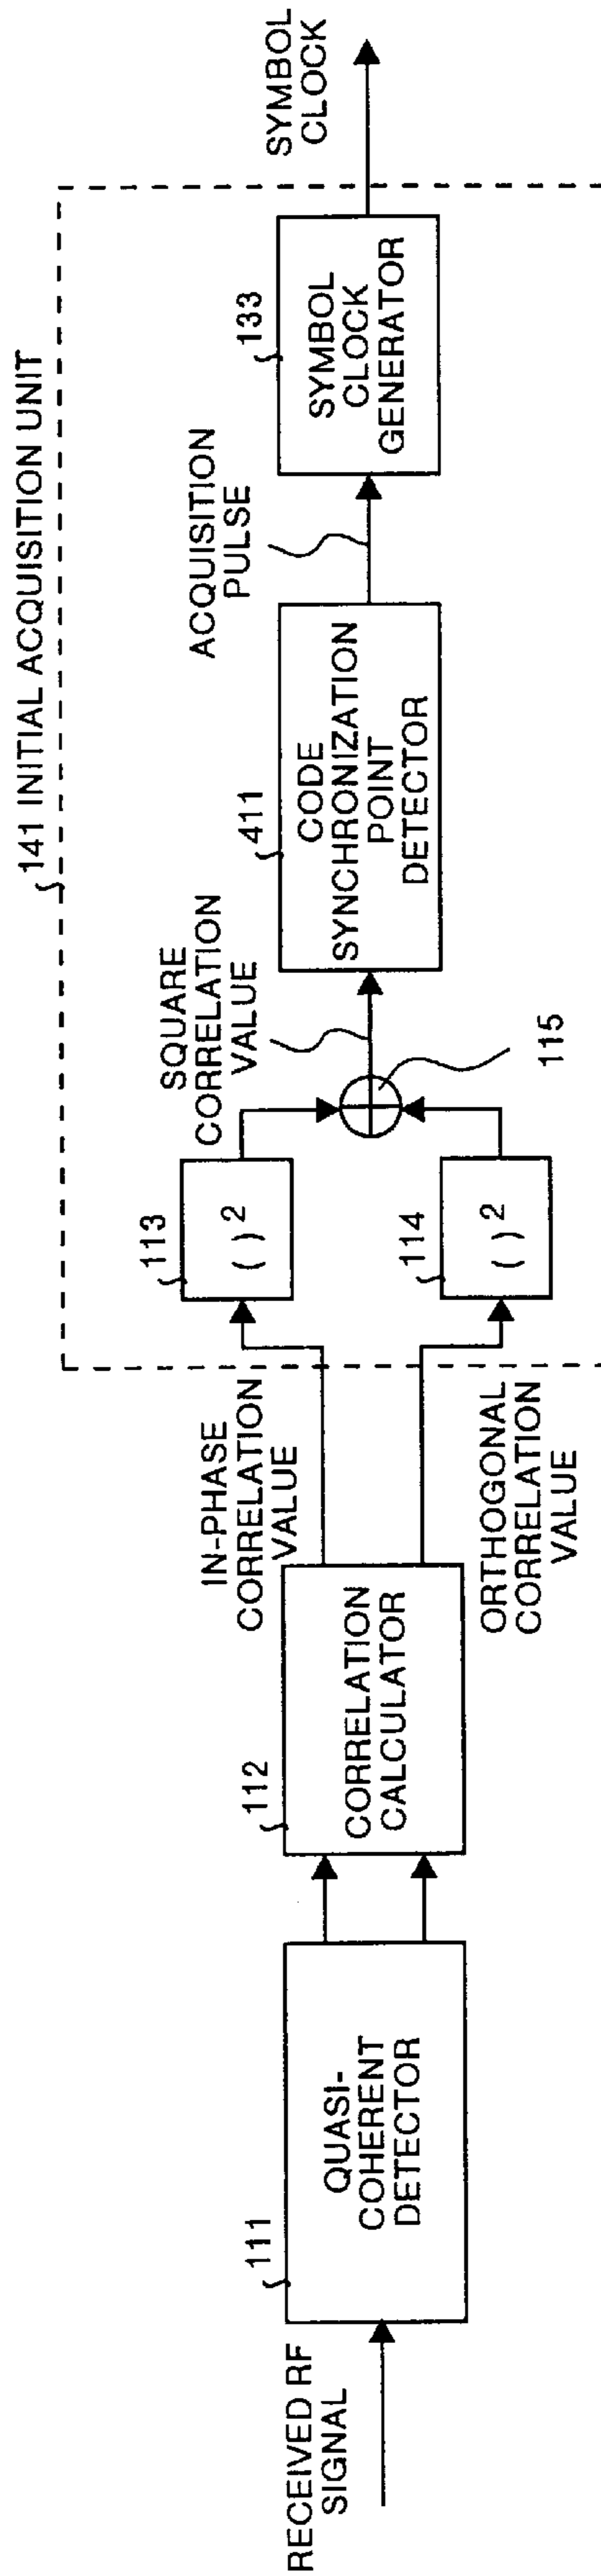 141 INITIAL ACQUISITION UNIT
RECEIVED RF
SIGNAL
111
QUASI-
COHERENT
DETECTOR
112
CORRELATION
CALCULATOR
IN-PHASE
CORRELATION
VALUE
ORTHOGONAL
CORRELATION
VALUE
113
( )²
114
( )²
115
SQUARE
CORRELATION
VALUE
411
CODE
SYNCHRONIZATION
POINT
DETECTOR
ACQUISITION
PULSE
133
SYMBOL
CLOCK
GENERATOR
SYMBOL
CLOCK